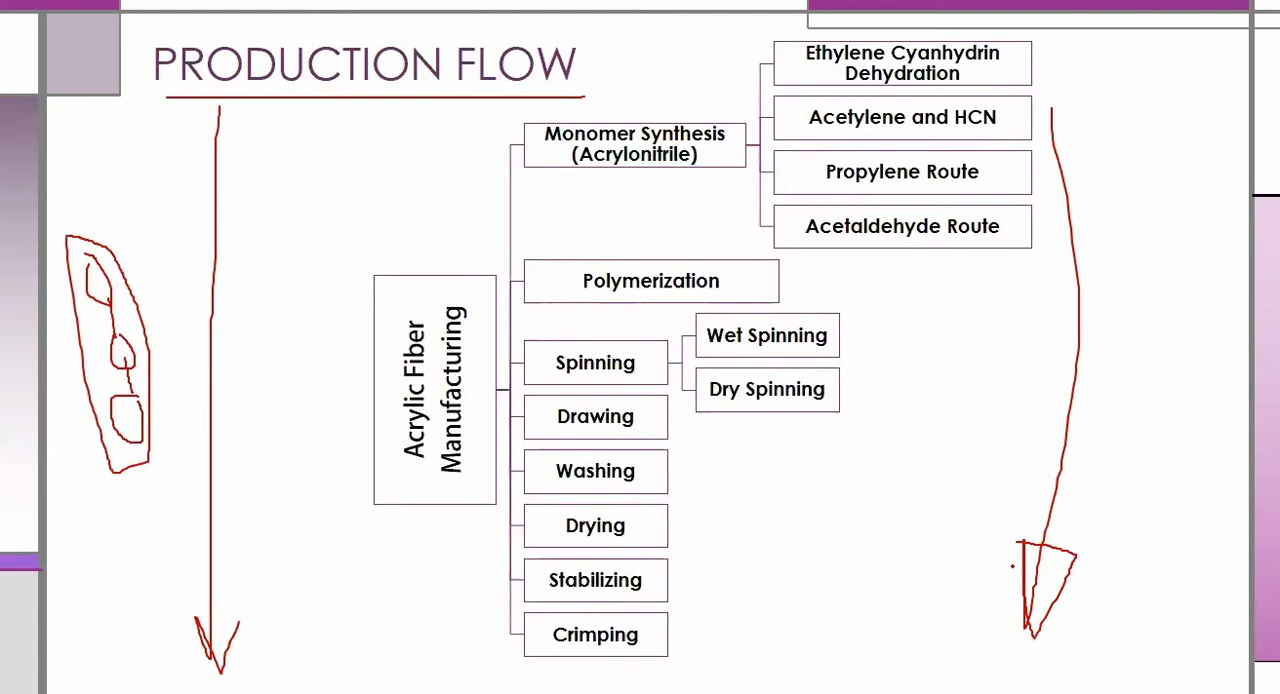 PRODUCTION FLOW
Ethylene Cyanhydrin
Dehydration
Acetylene and HCN
Monomer Synthesis
(Acrylonitrile)
Propylene Route
Acetaldehyde Route
Polymerization
Acrylic Fiber
Manufacturing
Spinning
Wet Spinning
Dry Spinning
Drawing
Washing
Drying
Stabilizing
Crimping